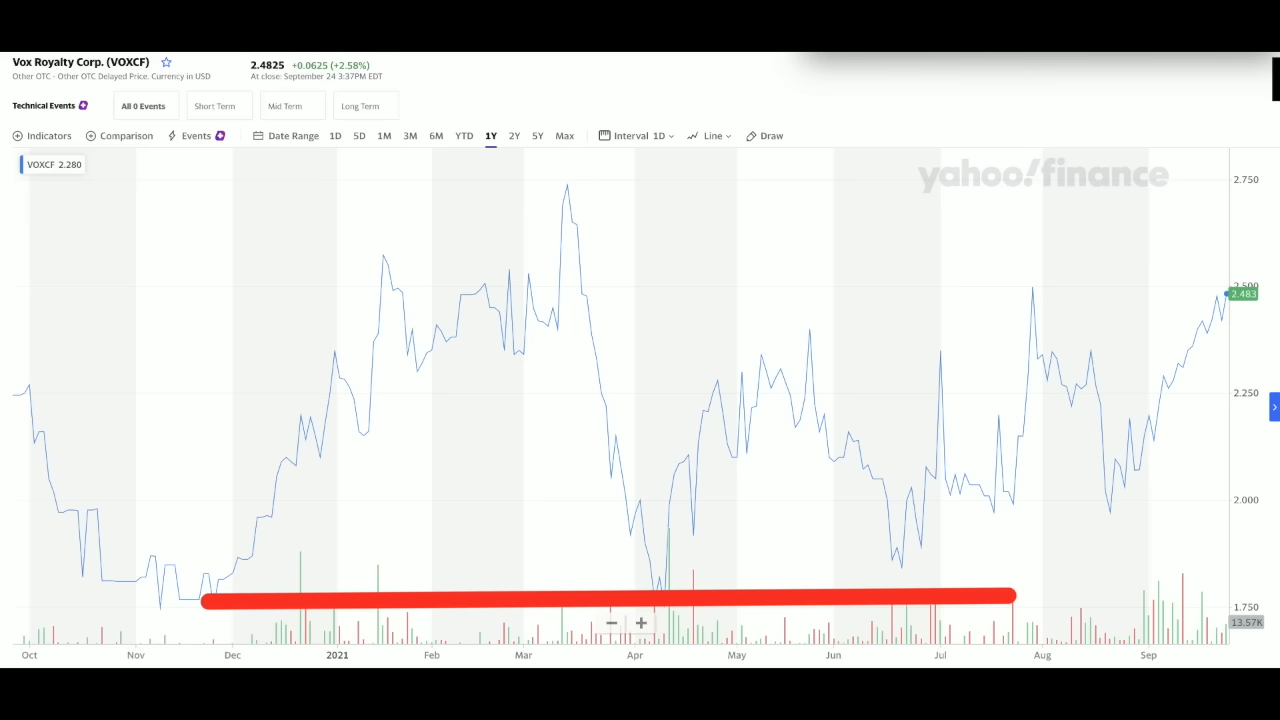 Vox Royalty Corp. (VOXCF)
Other OTC - Other OTC Delayed Price. Currency in USD
2.4825 +0.0625 (+2.58%)
At close: September 24 3:37PM EDT
Technical Events
All 0 Events
Short Term
Mid Term
Long Term
Indicators
Comparison
Events
Date Range
1D 5D 1M 3M 6M YTD 1Y 2Y 5Y Max
Interval 1D
Line
Draw
VOXCF 2.280
yahoo!finance
2.750
2.500
2.483
2.250
2.000
1.750
13.57K
Oct Nov Dec 2021 Feb Mar Apr May Jun Jul Aug Sep